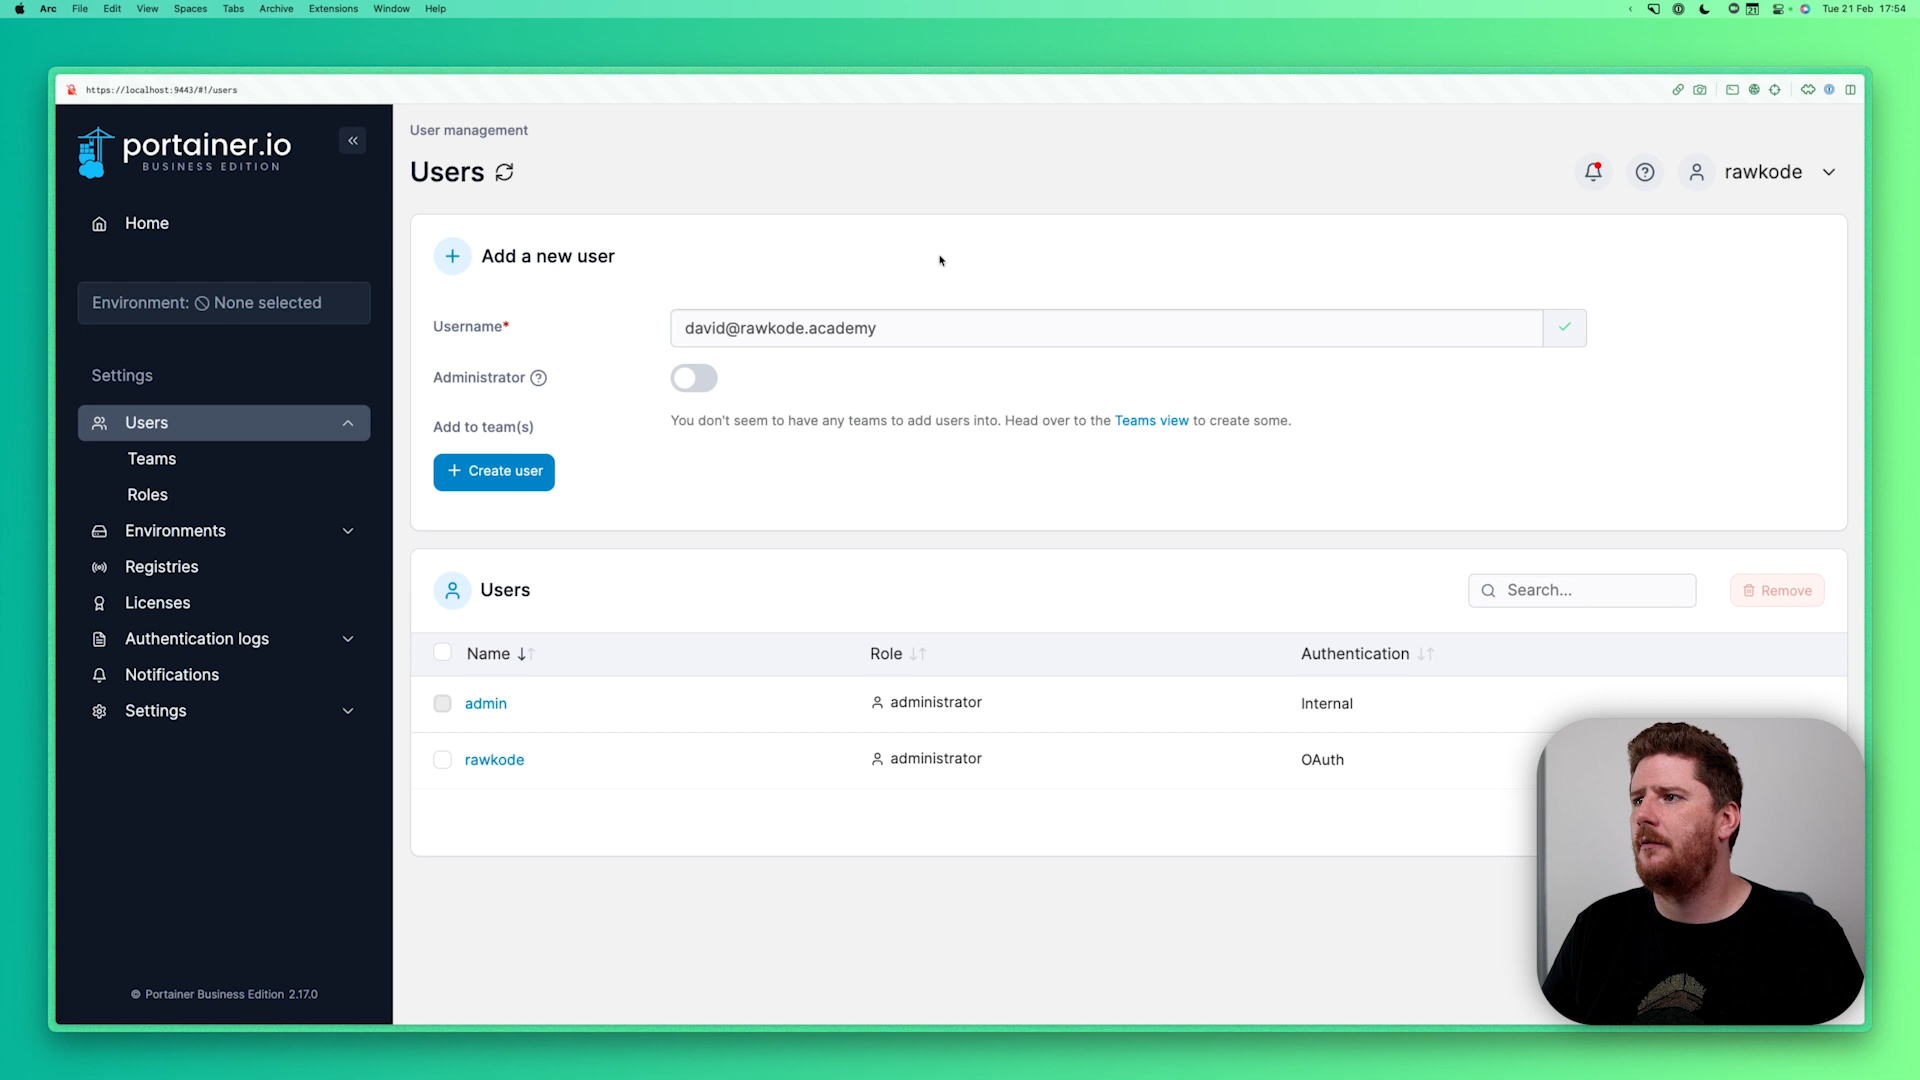 Arc File Edit View Spaces Tabs Archive Extensions Window Help
21 Tue 21 Feb 17:54
https://localhost:9443/#!/users
portainer.io
BUSINESS EDITION
Home
Environment: None selected
Settings
Users
Teams
Roles
Environments
Registries
Licenses
Authentication logs
Notifications
Settings
© Portainer Business Edition 2.17.0
User management
Users
rawkode
Add a new user
Username*
david@rawkode.academy
Administrator
Add to team(s)
You don't seem to have any teams to add users into. Head over to the Teams view to create some.
+ Create user
Users
Search...
Remove
Name Role Authentication
admin administrator Internal
rawkode administrator OAuth